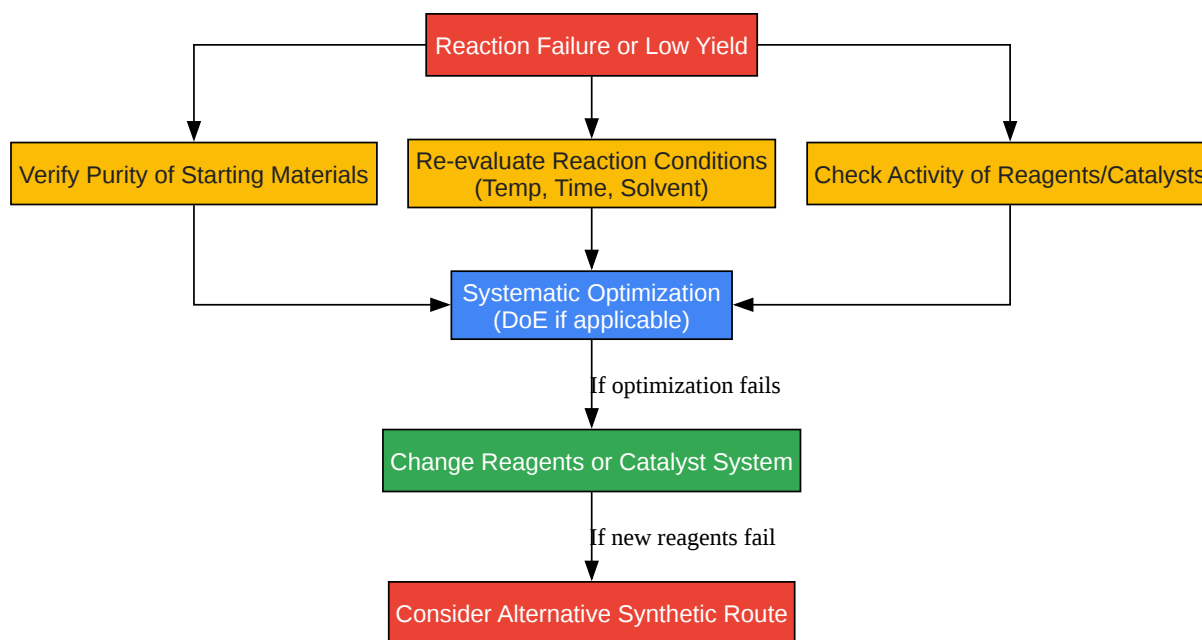 Reaction Failure or Low Yield
Verify Purity of Starting Materials
Re-evaluate Reaction Conditions
(Temp, Time, Solvent)
Check Activity of Reagents/Catalysts
Systematic Optimization
(DoE if applicable)
If optimization fails
Change Reagents or Catalyst System
If new reagents fail
Consider Alternative Synthetic Route